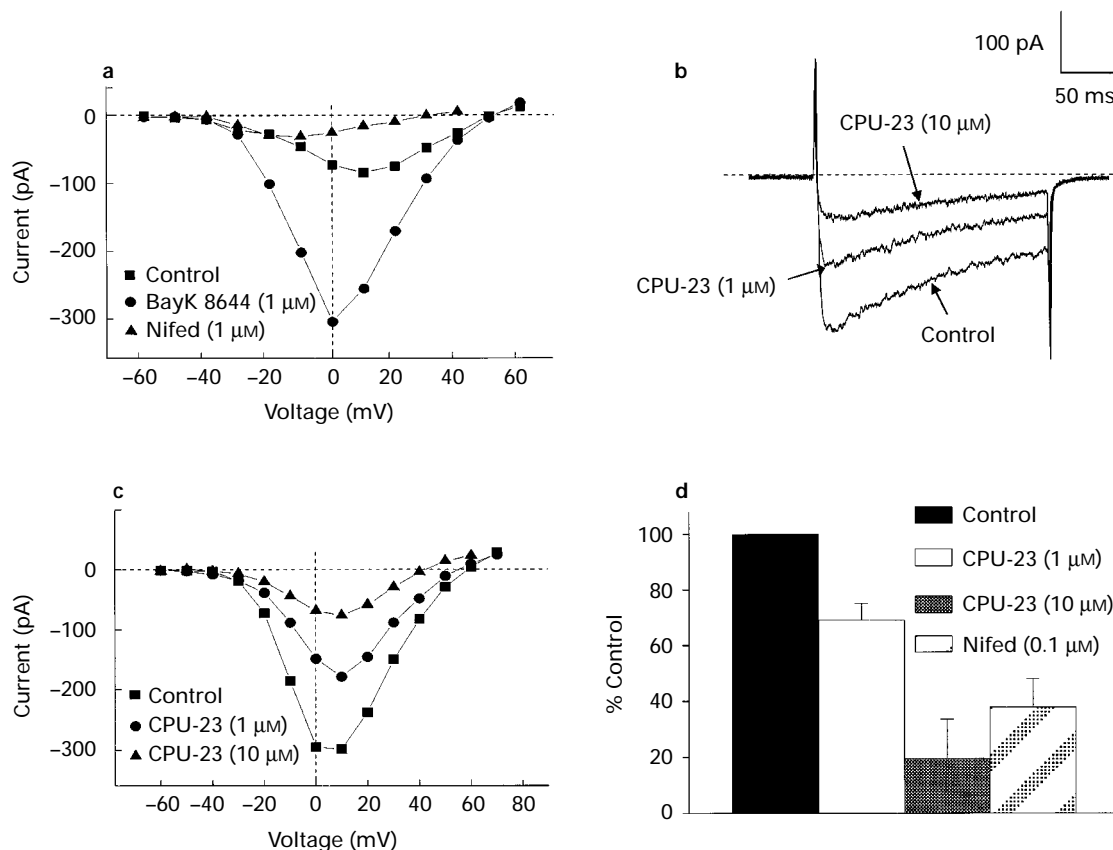 a
0
−100
−200
−300
Current (pA)
−60 −40 −20 0 20 40 60
Voltage (mV)
Control
BayK 8644 (1 μM)
Nifed (1 μM)
b
100 pA
50 ms
CPU-23 (10 μM)
CPU-23 (1 μM)
Control
c
0
−100
−200
−300
Current (pA)
−60 −40 −20 0 20 40 60 80
Voltage (mV)
Control
CPU-23 (1 μM)
CPU-23 (10 μM)
d
100
80
60
40
20
0
% Control
Control
CPU-23 (1 μM)
CPU-23 (10 μM)
Nifed (0.1 μM)